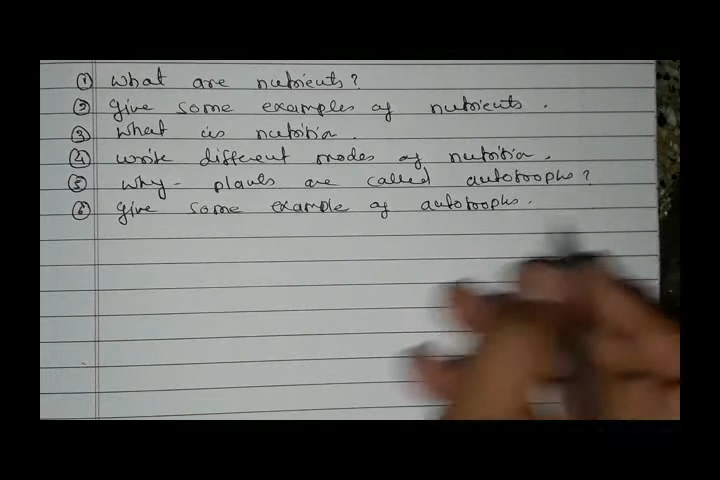 ① What are nutrients?
② Give some examples of nutrients.
③ What is nutrition.
④ Write different modes of nutrition.
⑤ Why plants are called autotrophs?
⑥ Give some example of autotrophs.